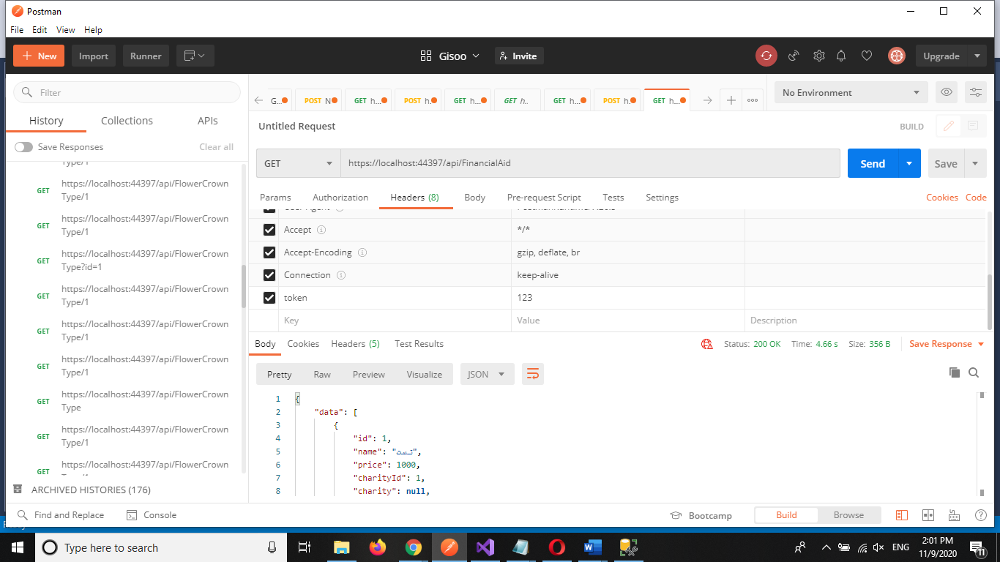 Postman
File Edit View Help
New Import Runner Gisoo Invite Upgrade
Filter
History Collections APIs
Save Responses Clear all
Type/1
GET https://localhost:44397/api/FlowerCrown
Type/1
GET https://localhost:44397/api/FlowerCrown
Type/1
GET https://localhost:44397/api/FlowerCrown
Type?id=1
GET https://localhost:44397/api/FlowerCrown
Type/1
GET https://localhost:44397/api/FlowerCrown
Type/1
GET https://localhost:44397/api/FlowerCrown
Type/1
GET https://localhost:44397/api/FlowerCrown
Type
GET https://localhost:44397/api/FlowerCrown
Type/1
GET https://localhost:44397/api/FlowerCrown
ARCHIVED HISTORIES (176)
G... POST N GET h... POST h. GET h... GET h.. GET h... POST h. GET h...
No Environment
Untitled Request BUILD
GET https://localhost:44397/api/FinancialAid Send Save
Params Authorization Headers (8) Body Pre-request Script Tests Settings Cookies Code
Accept */*
Accept-Encoding gzip, deflate, br
Connection keep-alive
token 123
Key Value Description
Body Cookies Headers (5) Test Results Status: 200 OK Time: 4.66 s Size: 356 B Save Response
Pretty Raw Preview Visualize JSON
1 {
2 "data": [
3 {
4 "id": 1,
5 "name": "تست",
6 "price": 1000,
7 "charityId": 1,
8 "charity": null,
Find and Replace Console Bootcamp Build Browse
Type here to search
ENG
2:01 PM
11/9/2020
11